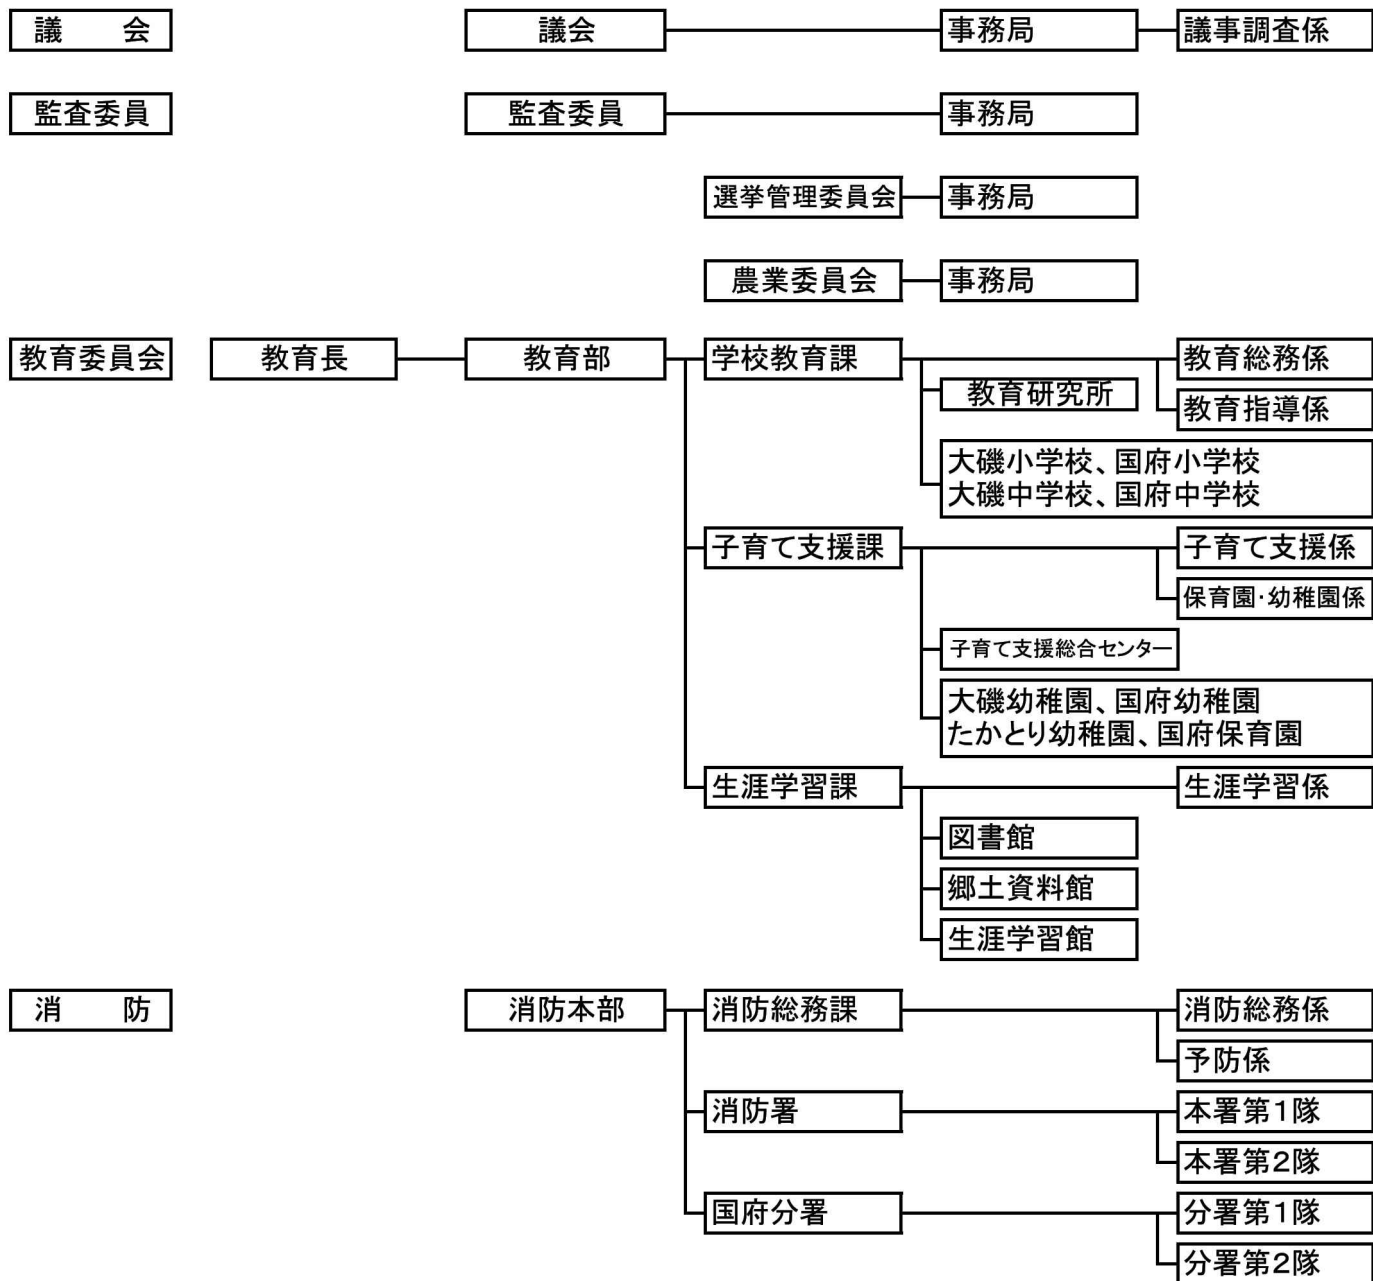 議　　会
議会
事務局
議事調査係
監査委員
監査委員
事務局
選挙管理委員会
事務局
農業委員会
事務局
教育委員会
教育長
教育部
学校教育課
教育総務係
教育研究所
教育指導係
大磯小学校、国府小学校
大磯中学校、国府中学校
子育て支援課
子育て支援係
保育園・幼稚園係
子育て支援総合センター
大磯幼稚園、国府幼稚園
たかとり幼稚園、国府保育園
生涯学習課
生涯学習係
図書館
郷土資料館
生涯学習館
消　　防
消防本部
消防総務課
消防総務係
予防係
消防署
本署第１隊
本署第２隊
国府分署
分署第１隊
分署第２隊